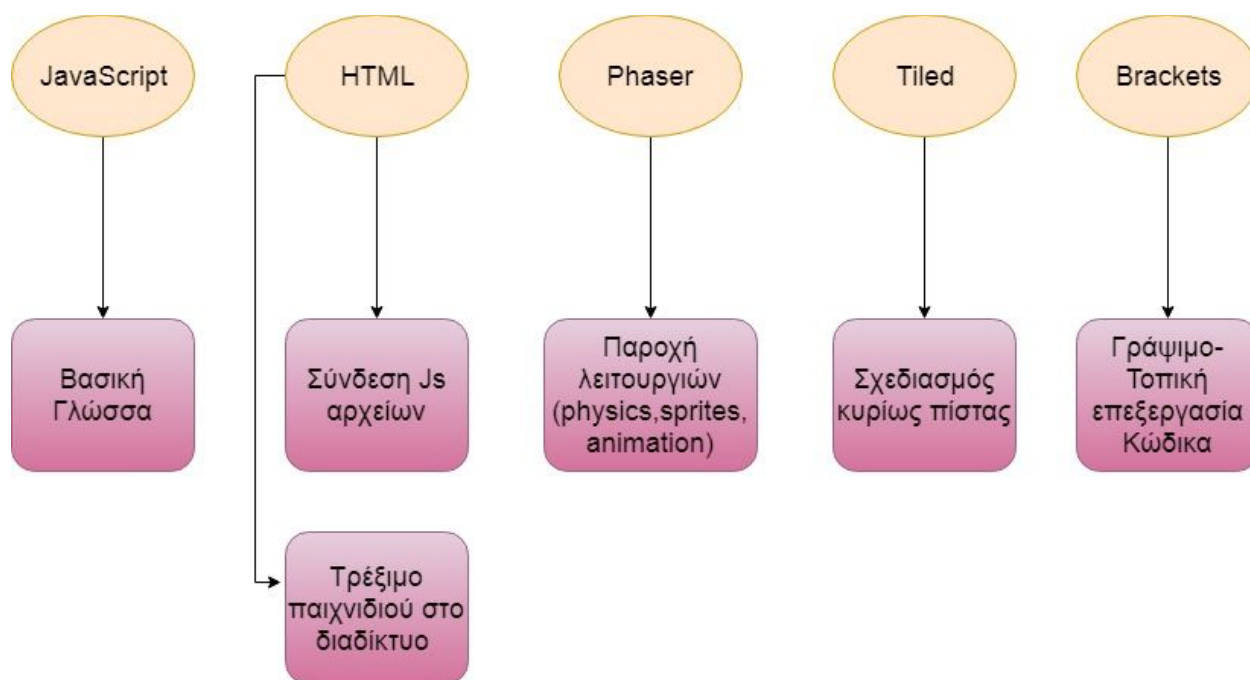 JavaScript
HTML
Phaser
Tiled
Brackets
Βασική
Γλώσσα
Σύνδεση Js
αρχείων
Παροχή
λειτουργιών
(physics,sprites,
animation)
Σχεδιασμός
κυρίως πίστας
Γράψιμο-
Τοπική
επεξεργασία
Κώδικα
Τρέξιμο
παιχνιδιού στο
διαδίκτυο